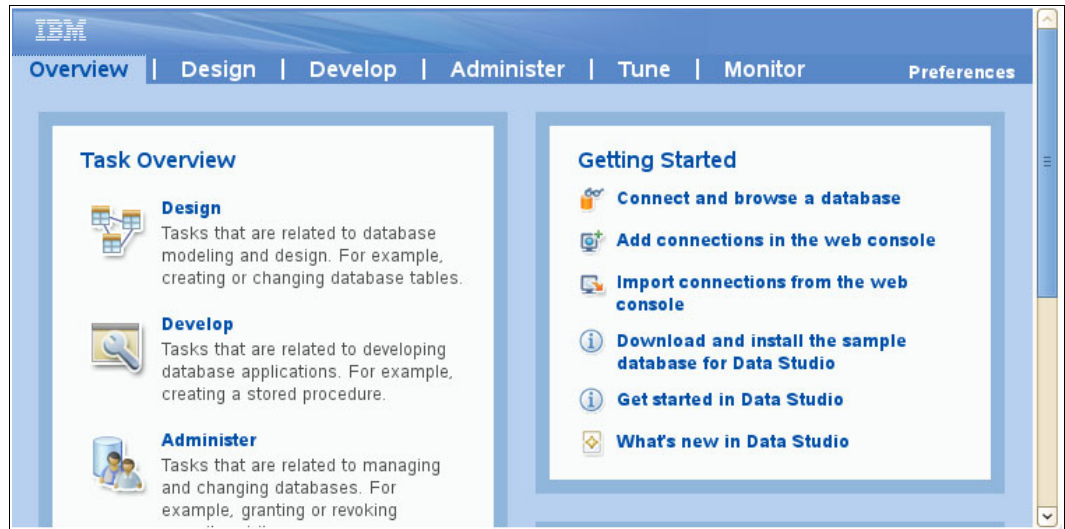 IBM
Overview | Design | Develop | Administer | Tune | Monitor Preferences
Task Overview
Design
Tasks that are related to database
modeling and design. For example,
creating or changing database tables.
Develop
Tasks that are related to developing
database applications. For example,
creating a stored procedure.
Administer
Tasks that are related to managing
and changing databases. For
example, granting or revoking
Getting Started
Connect and browse a database
Add connections in the web console
Import connections from the web
console
Download and install the sample
database for Data Studio
Get started in Data Studio
What's new in Data Studio